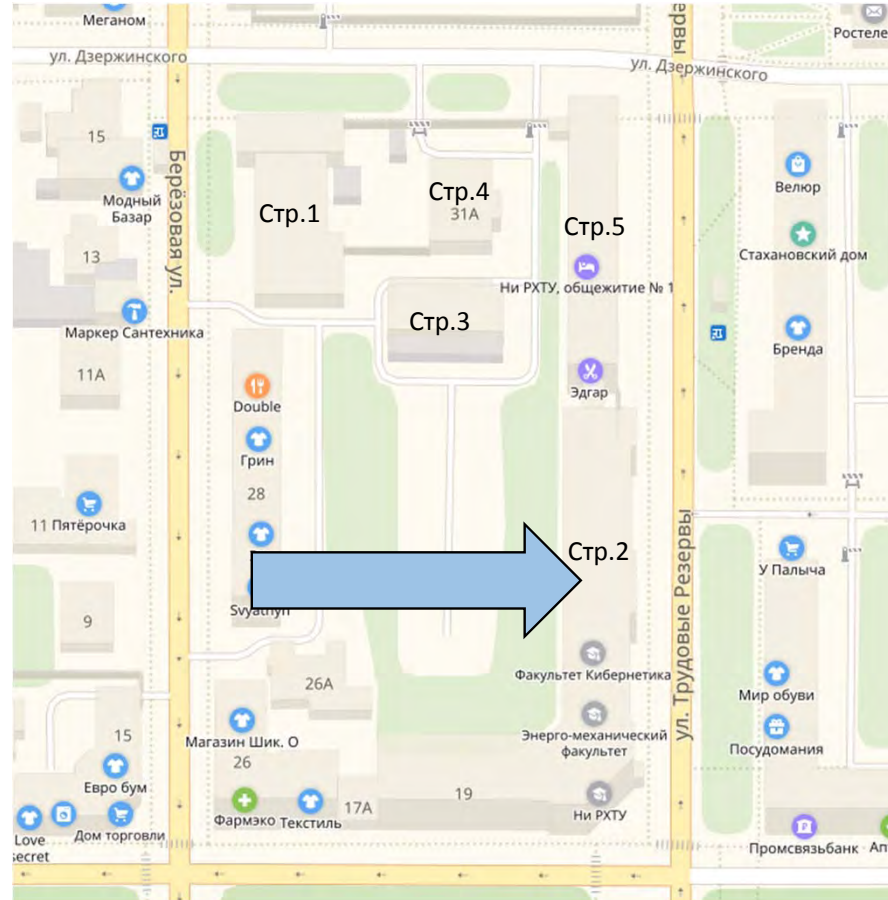 Меганом
Ростеле
ул. Дзержинского
ервы
ул. Дзержинского
15
Берёзовая ул.
Модный
Базар
Стр.1
Стр.4
31А
Велюр
Стр.5
13
Стахановский дом
Ни РХТУ, общежитие № 1
Маркер Сантехника
Стр.3
Бренда
11А
Double
Эдгар
Грин
28
11 Пятёрочка
Стр.2
У Палыча
9
ул. Трудовые Резервы
26А
Факультет Кибернетика
Мир обуви
15
Магазин Шик. О
Энерго-механический
факультет
Посудомания
26
Евро бум
19
17А
Фармэко
Текстиль
Ни РХТУ
Love
secret
Дом торговли
Промсвязьбанк
Ап